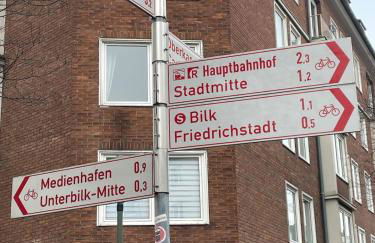 Oberkassel
Hauptbahnhof 2,3
Stadtmitte 1,2
S Bilk 1,1
Friedrichstadt 0,5
Medienhafen 0,9
Unterbilk-Mitte 0,3